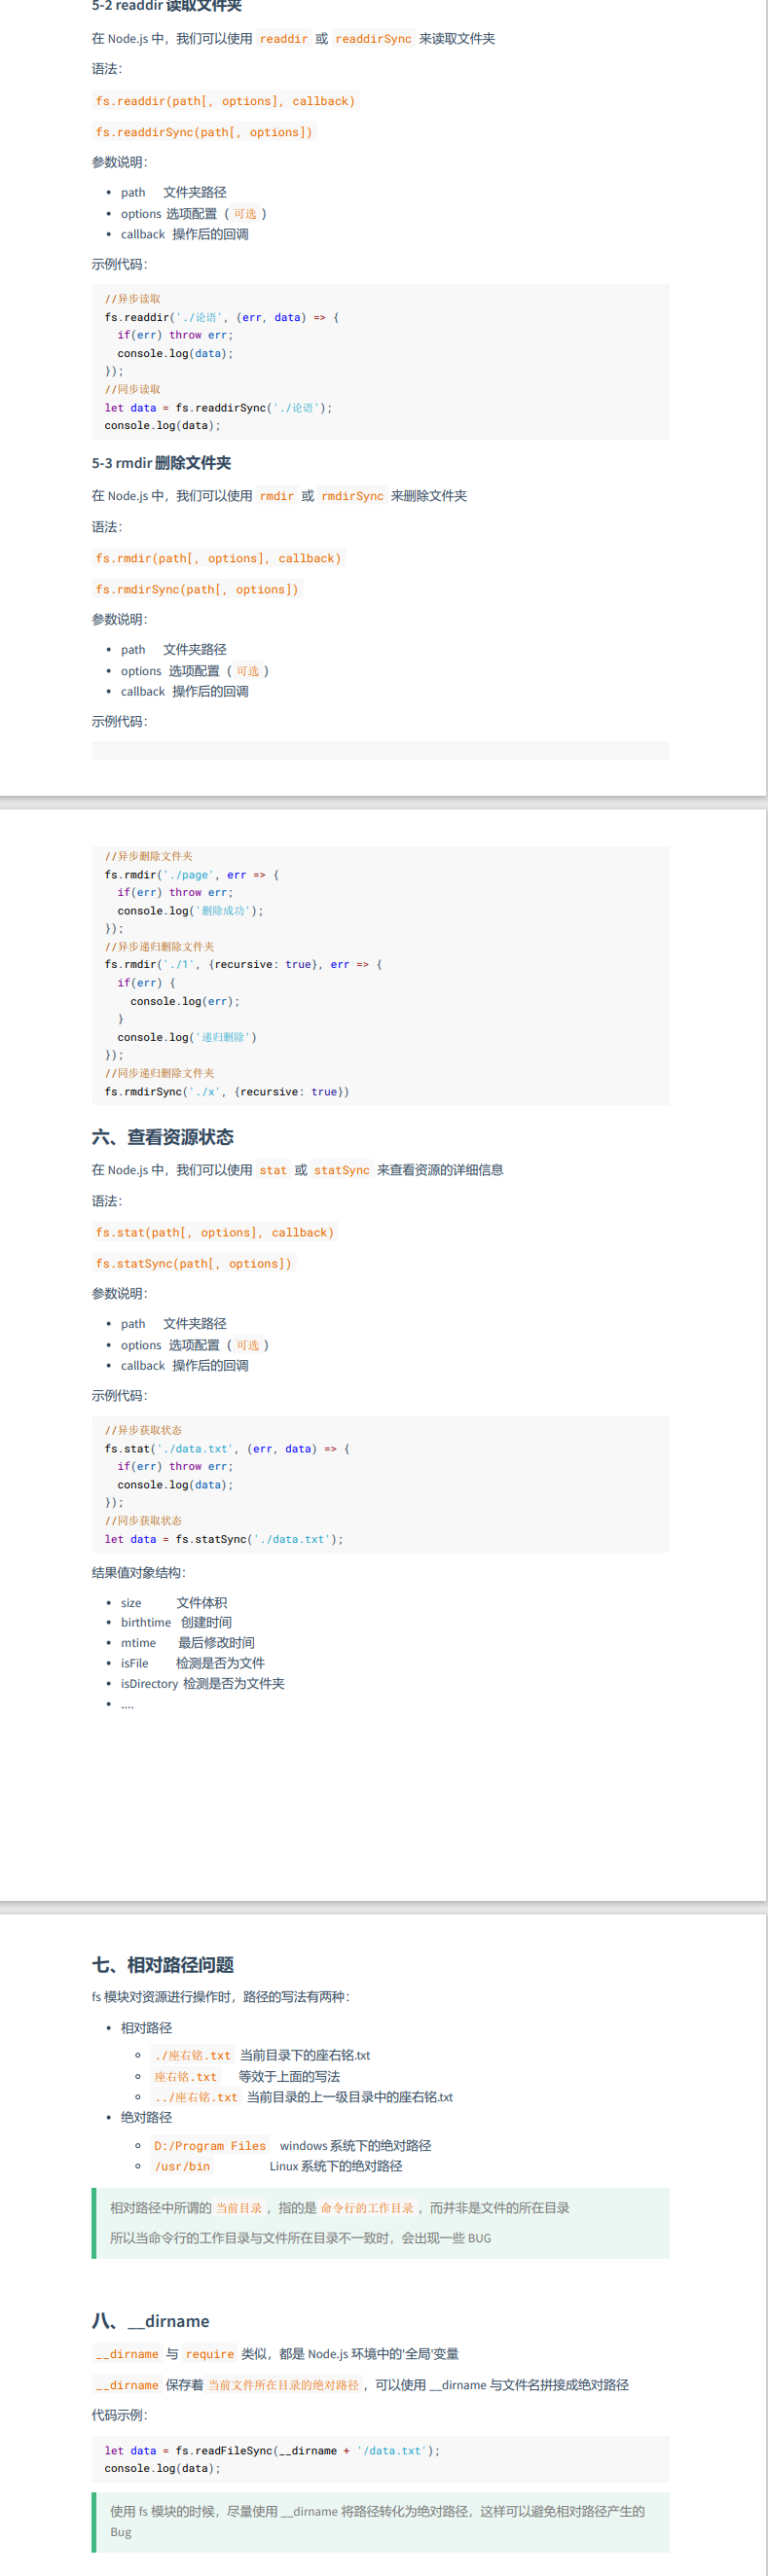 5-2 readdir 读取文件夹
在 Node.js 中，我们可以使用 readdir 或 readdirSync 来读取文件夹
语法：
fs.readdir(path[, options], callback)
fs.readdirSync(path[, options])
参数说明：
• path 文件夹路径
• options 选项配置（可选）
• callback 操作后的回调
示例代码：
//异步读取
fs.readdir('./论语', (err, data) => {
  if(err) throw err;
  console.log(data);
});
//同步读取
let data = fs.readdirSync('./论语');
console.log(data);
5-3 rmdir 删除文件夹
在 Node.js 中，我们可以使用 rmdir 或 rmdirSync 来删除文件夹
语法：
fs.rmdir(path[, options], callback)
fs.rmdirSync(path[, options])
参数说明：
• path 文件夹路径
• options 选项配置（可选）
• callback 操作后的回调
示例代码：
//异步删除文件夹
fs.rmdir('./page', err => {
  if(err) throw err;
  console.log('删除成功');
});
//异步递归删除文件夹
fs.rmdir('./1', {recursive: true}, err => {
  if(err) {
    console.log(err);
  }
  console.log('递归删除')
});
//同步递归删除文件夹
fs.rmdirSync('./x', {recursive: true})
六、查看资源状态
在 Node.js 中，我们可以使用 stat 或 statSync 来查看资源的详细信息
语法：
fs.stat(path[, options], callback)
fs.statSync(path[, options])
参数说明：
• path 文件夹路径
• options 选项配置（可选）
• callback 操作后的回调
示例代码：
//异步获取状态
fs.stat('./data.txt', (err, data) => {
  if(err) throw err;
  console.log(data);
});
//同步获取状态
let data = fs.statSync('./data.txt');
结果值对象结构：
• size 文件体积
• birthtime 创建时间
• mtime 最后修改时间
• isFile 检测是否为文件
• isDirectory 检测是否为文件夹
• ....
七、相对路径问题
fs 模块对资源进行操作时，路径的写法有两种：
• 相对路径
◦ ./座右铭.txt 当前目录下的座右铭.txt
◦ 座右铭.txt 等效于上面的写法
◦ ../座右铭.txt 当前目录的上一级目录中的座右铭.txt
• 绝对路径
◦ D:/Program Files windows 系统下的绝对路径
◦ /usr/bin Linux 系统下的绝对路径
相对路径中所谓的 当前目录，指的是 命令行的工作目录，而并非是文件的所在目录
所以当命令行的工作目录与文件所在目录不一致时，会出现一些 BUG
八、__dirname
__dirname 与 require 类似，都是 Node.js 环境中的'全局'变量
__dirname 保存着 当前文件所在目录的绝对路径，可以使用 __dirname 与文件名拼接成绝对路径
代码示例：
let data = fs.readFileSync(__dirname + '/data.txt');
console.log(data);
使用 fs 模块的时候，尽量使用 __dirname 将路径转化为绝对路径，这样可以避免相对路径产生的
Bug